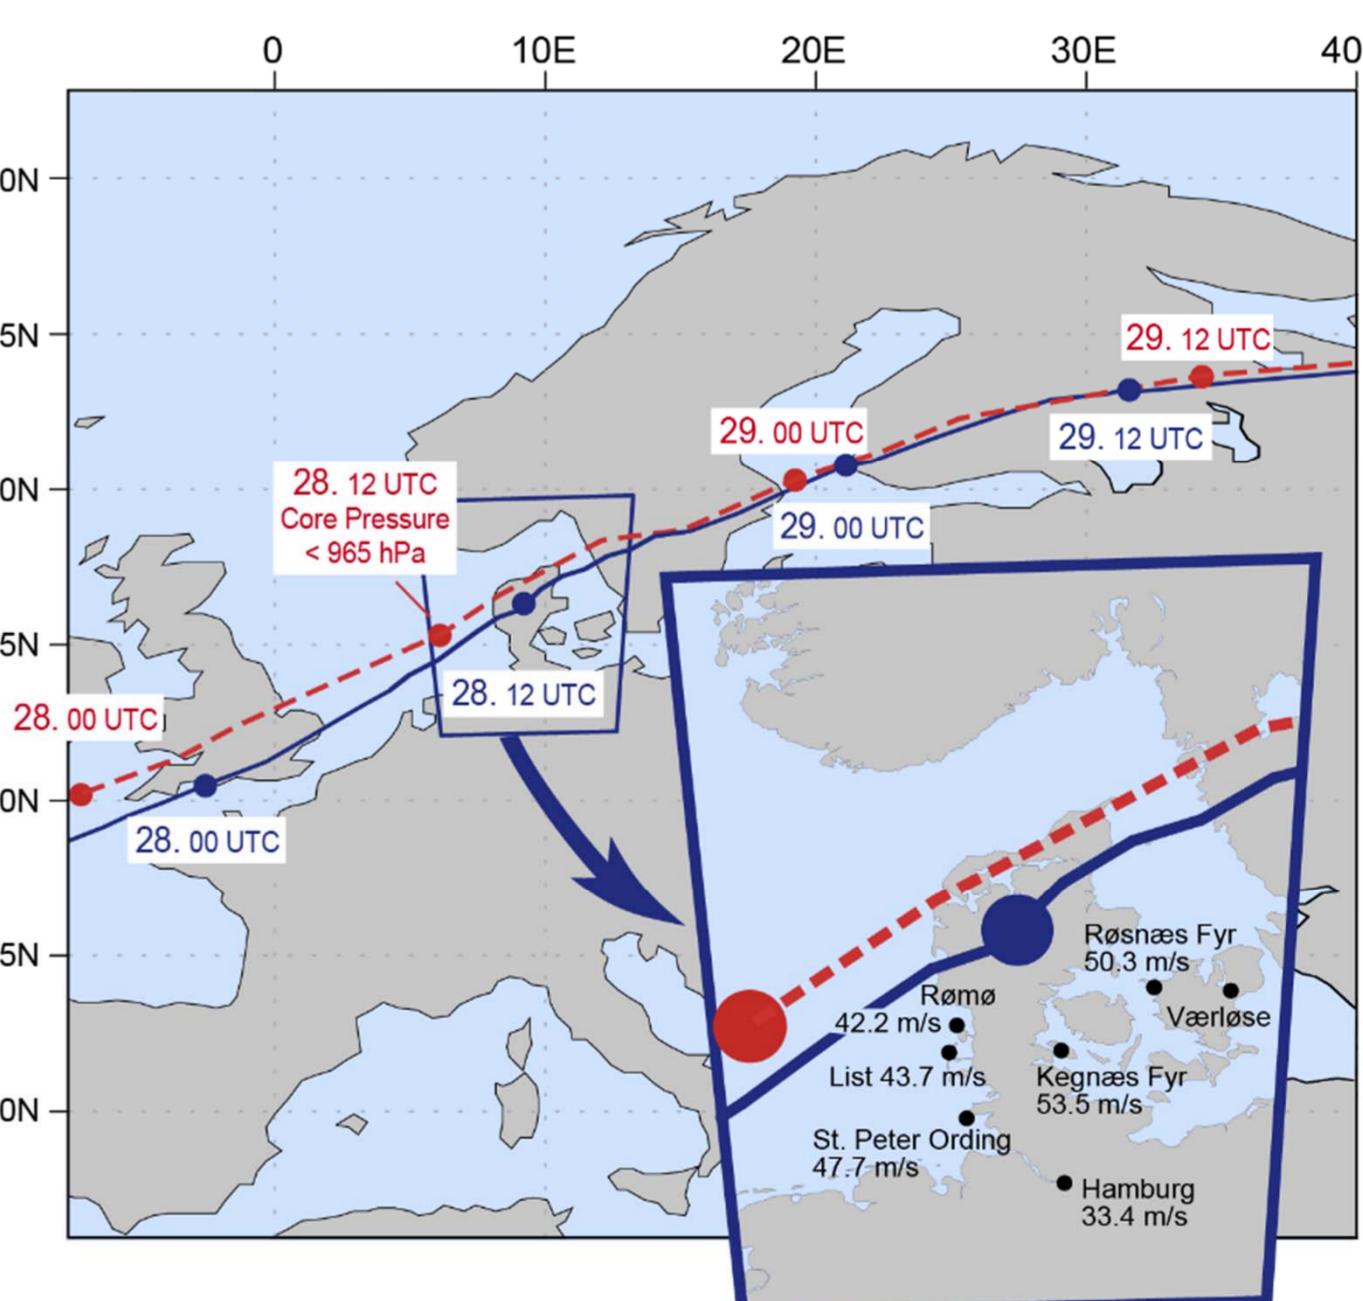 0
10E
20E
30E
40
0N
5N
0N
5N
0N
5N
0N
29. 12 UTC
29. 00 UTC
29. 12 UTC
28. 12 UTC
Core Pressure
< 965 hPa
29. 00 UTC
28. 12 UTC
28. 00 UTC
28. 00 UTC
Røsnæs Fyr
50.3 m/s
Rømø
42.2 m/s
Værløse
List 43.7 m/s
Kegnæs Fyr
53.5 m/s
St. Peter Ording
47.7 m/s
Hamburg
33.4 m/s